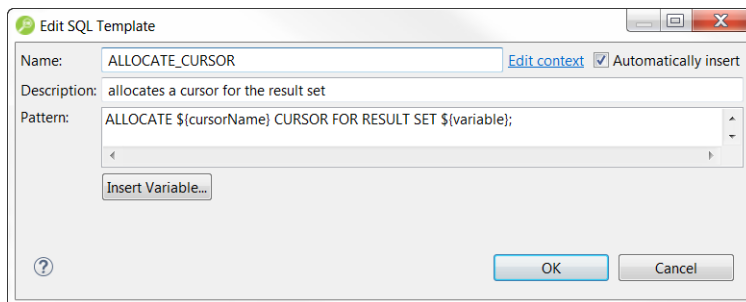 Edit SQL Template
Name: ALLOCATE_CURSOR Edit context Automatically insert
Description: allocates a cursor for the result set
Pattern: ALLOCATE ${cursorName} CURSOR FOR RESULT SET ${variable};
Insert Variable...
? OK Cancel